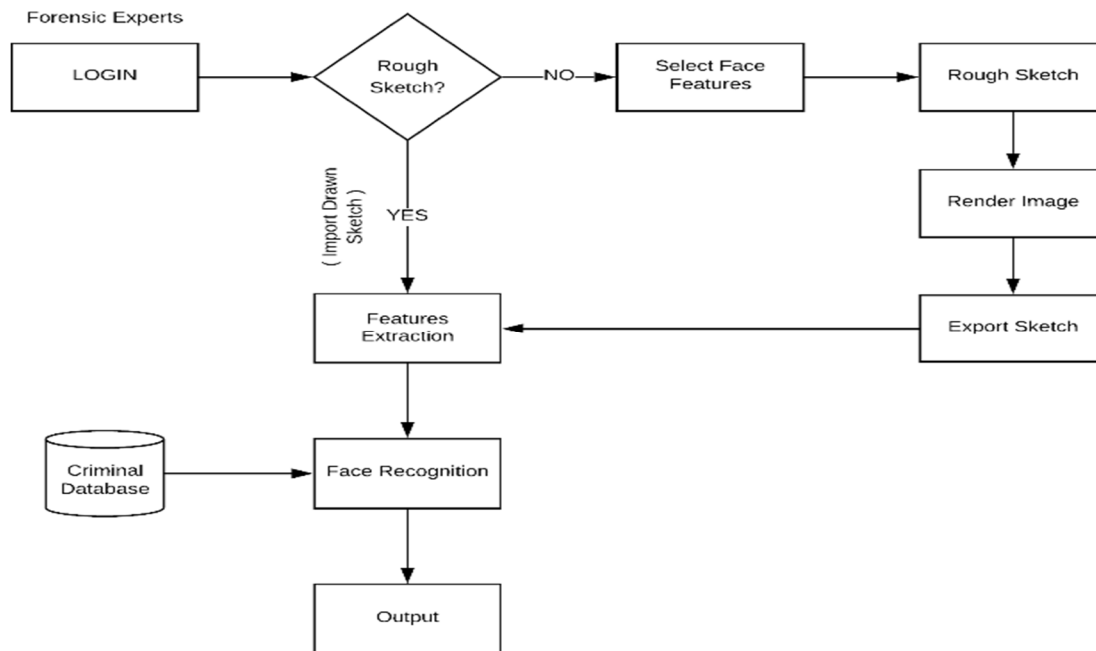 Forensic Experts
LOGIN
Rough
Sketch?
NO
Select Face
Features
Rough Sketch
( Import Drawn
Sketch )
YES
Render Image
Features
Extraction
Export Sketch
Criminal
Database
Face Recognition
Output